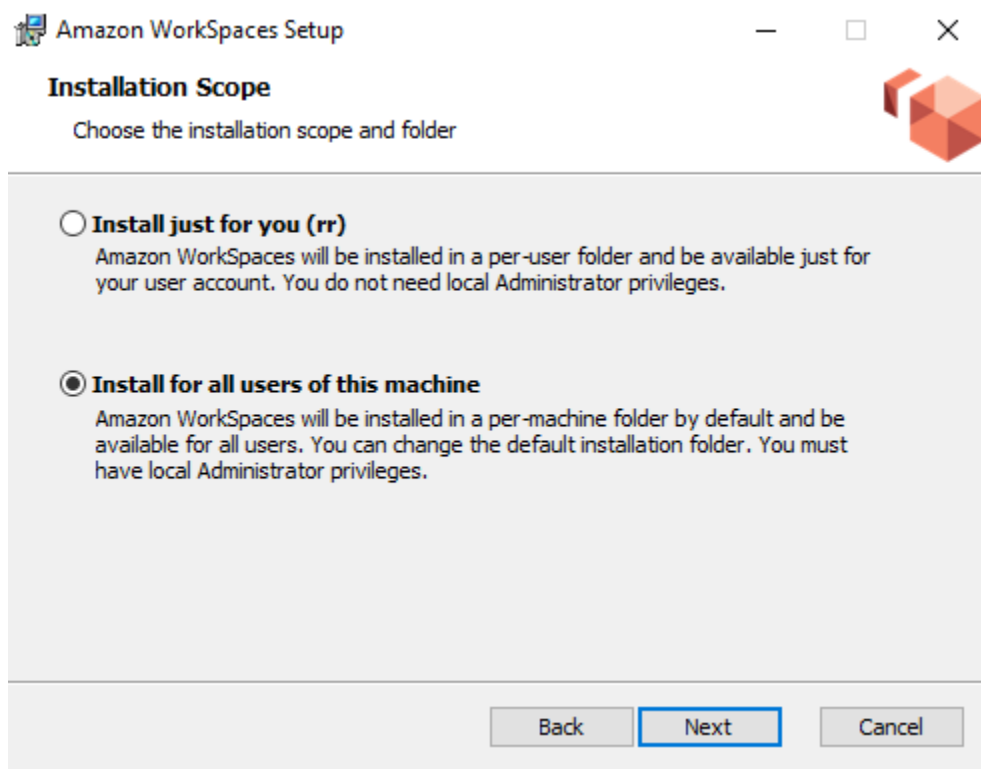 Amazon WorkSpaces Setup
Installation Scope
Choose the installation scope and folder
Install just for you (rr)
Amazon WorkSpaces will be installed in a per-user folder and be available just for
your user account. You do not need local Administrator privileges.
Install for all users of this machine
Amazon WorkSpaces will be installed in a per-machine folder by default and be
available for all users. You can change the default installation folder. You must
have local Administrator privileges.
Back Next Cancel